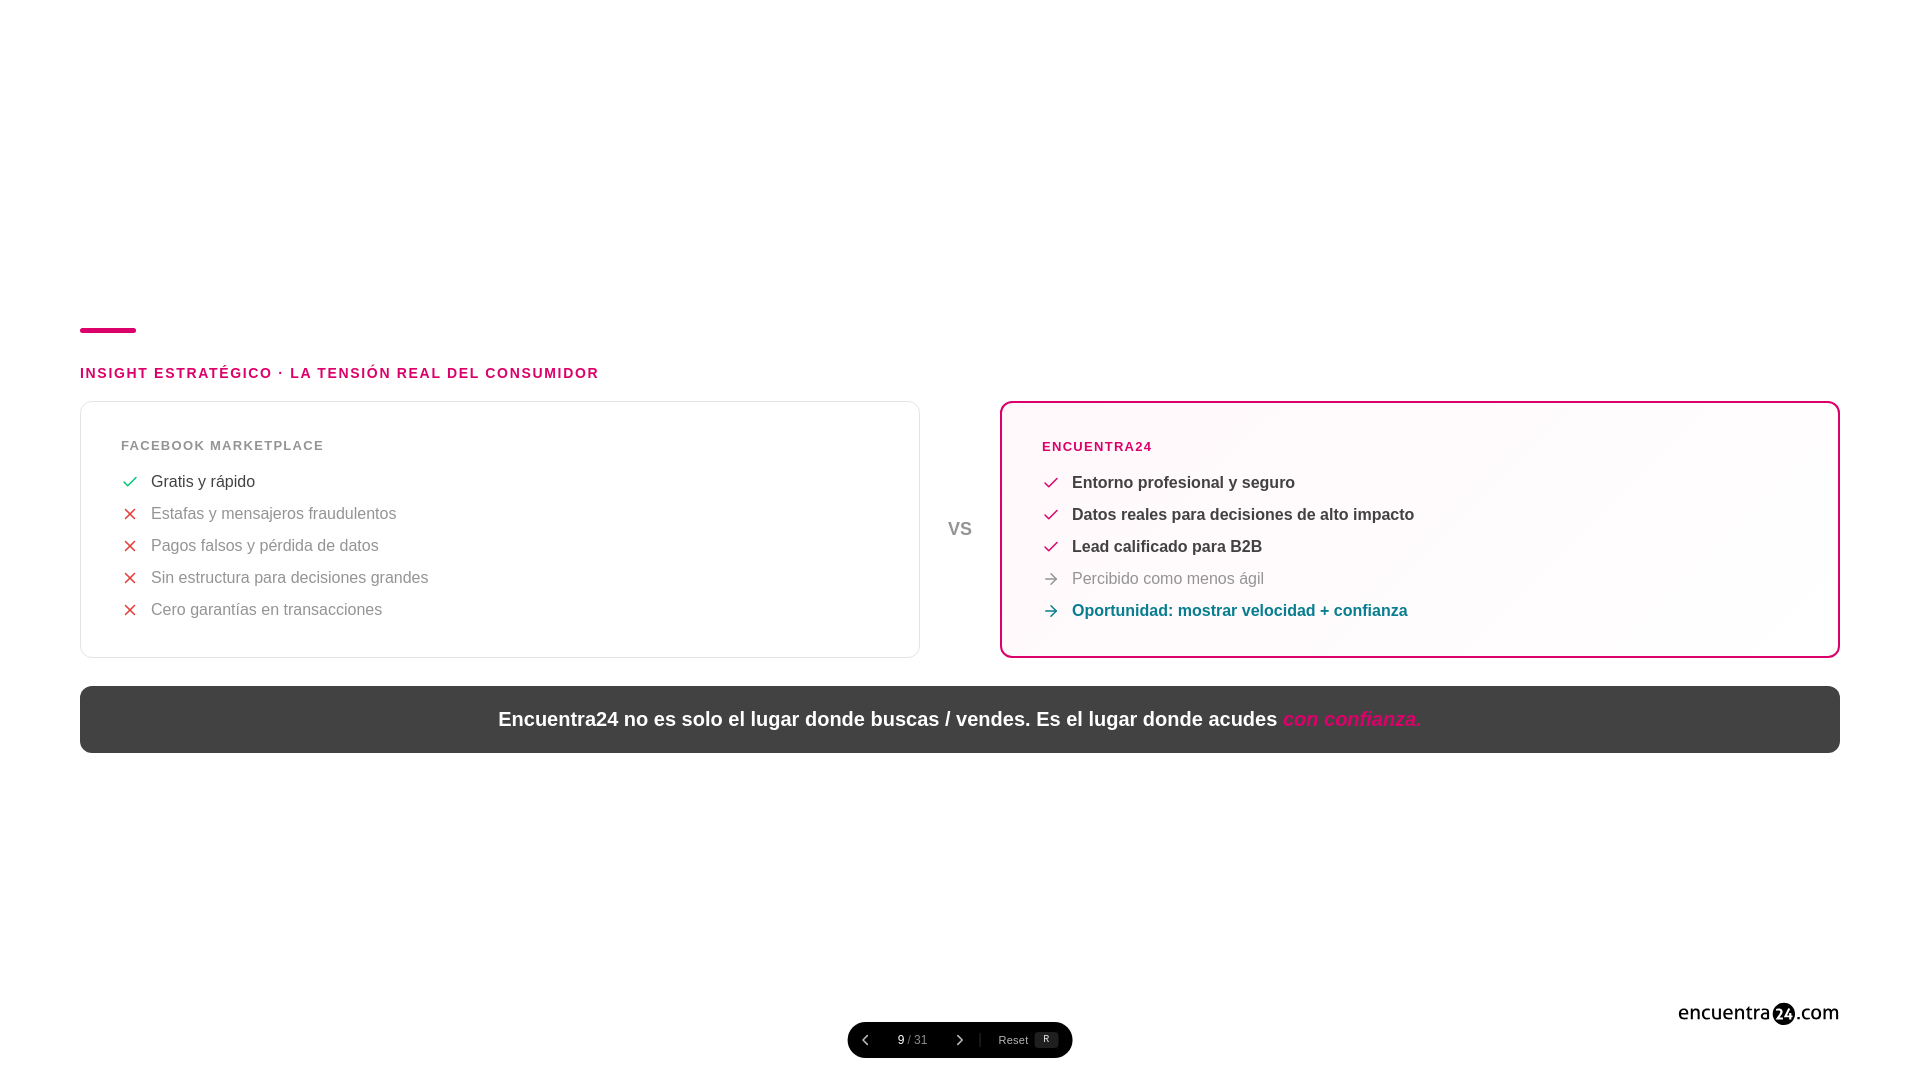 INSIGHT ESTRATÉGICO · LA TENSIÓN REAL DEL CONSUMIDOR
FACEBOOK MARKETPLACE
Gratis y rápido
Estafas y mensajeros fraudulentos
Pagos falsos y pérdida de datos
Sin estructura para decisiones grandes
Cero garantías en transacciones
VS
ENCUENTRA24
Entorno profesional y seguro
Datos reales para decisiones de alto impacto
Lead calificado para B2B
Percibido como menos ágil
Oportunidad: mostrar velocidad + confianza
Encuentra24 no es solo el lugar donde buscas / vendes. Es el lugar donde acudes con confianza.
encuentra24.com
9 / 31 Reset R